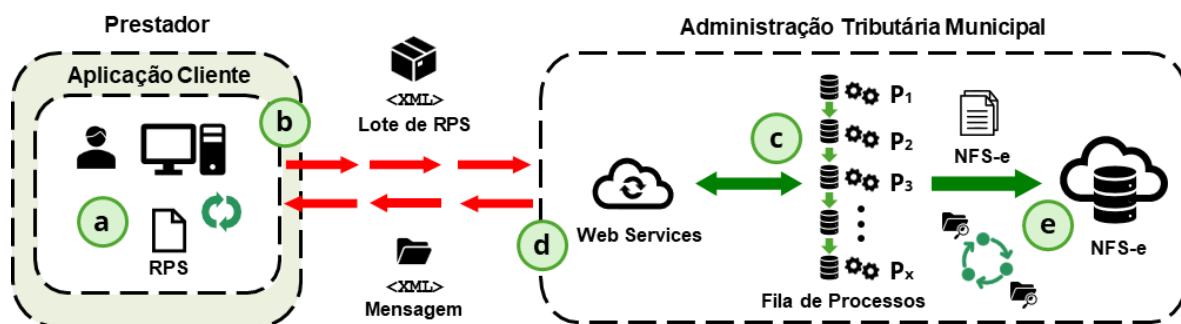 Prestador
Administração Tributária Municipal
Aplicação Cliente
a
RPS
b
<XML>
Lote de RPS
<XML>
Mensagem
d
Web Services
c
P1
P2
P3
Px
Fila de Processos
NFS-e
e
NFS-e